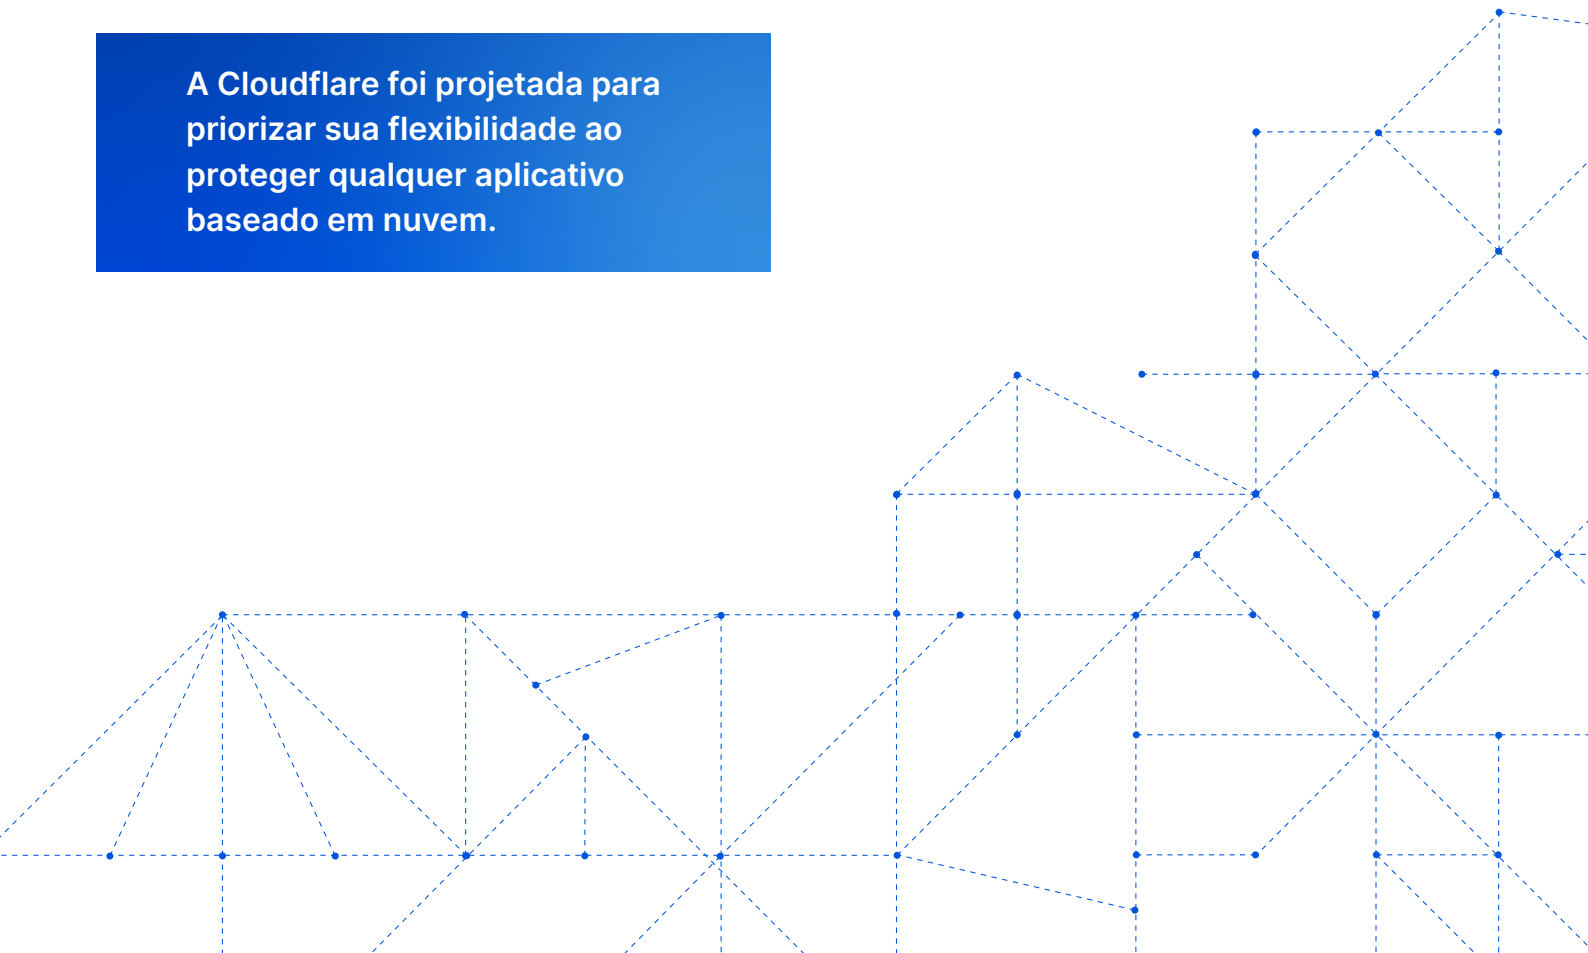 A Cloudflare foi projetada para
priorizar sua flexibilidade ao
proteger qualquer aplicativo
baseado em nuvem.